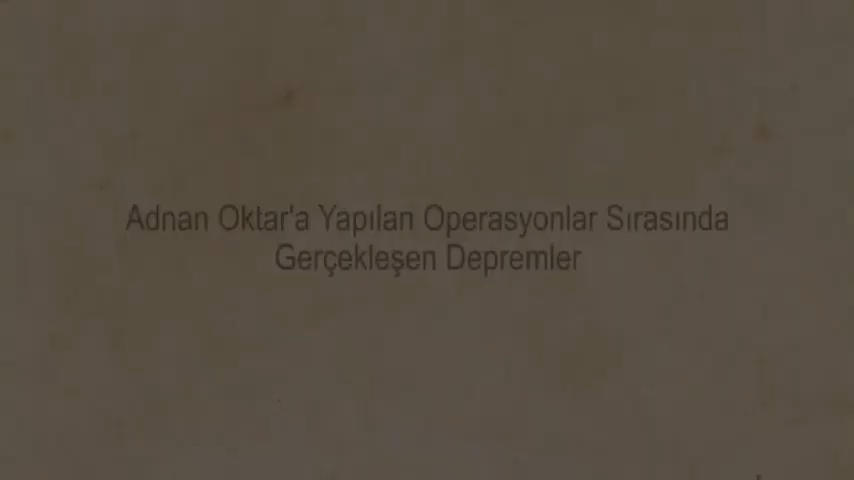 Adnan Oktar'a Yapılan Operasyonlar Sırasında
Gerçekleşen Depremler